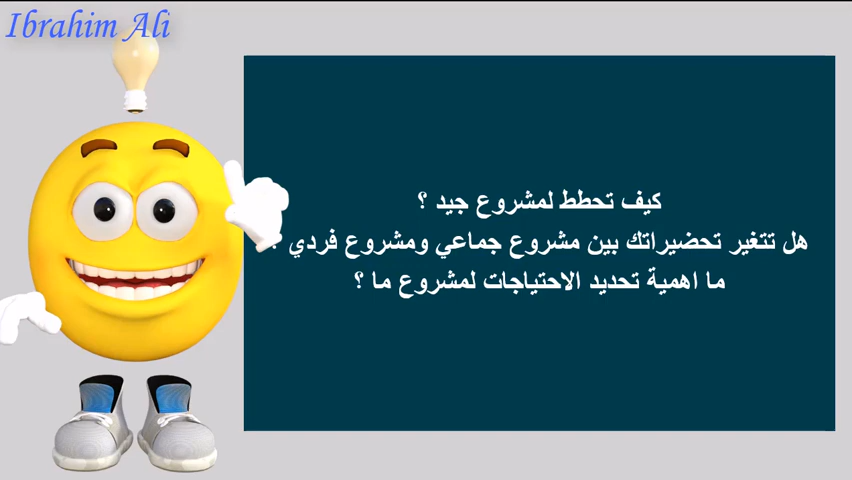 Ibrahim Ali
كيف تخطط لمشروع جيد ؟
هل تتغير تحضيراتك بين مشروع جماعي ومشروع فردي ؟
ما اهمية تحديد الاحتياجات لمشروع ما ؟